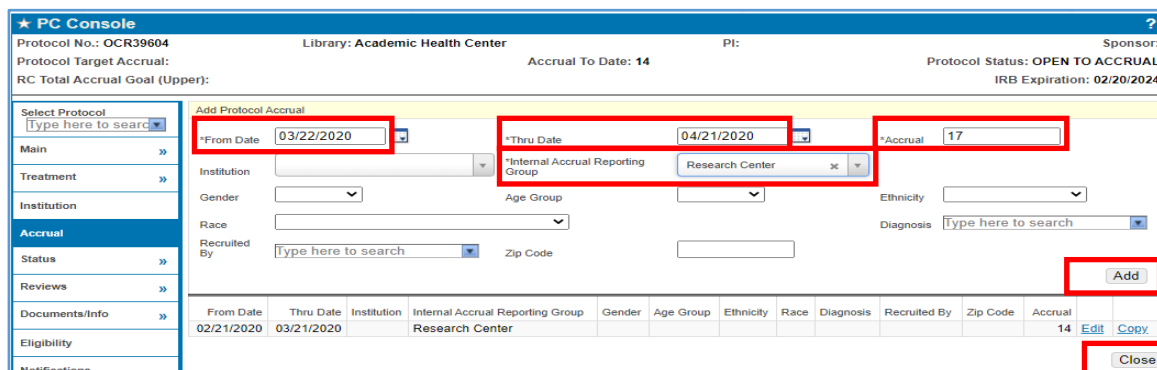 ★ PC Console ?
Protocol No.: OCR39604 Library: Academic Health Center PI: Sponsor:
Protocol Target Accrual: Accrual To Date: 14 Protocol Status: OPEN TO ACCRUAL
RC Total Accrual Goal (Upper): IRB Expiration: 02/20/2024
Select Protocol
Type here to searc
Main »
Treatment »
Institution
Accrual
Status »
Reviews »
Documents/Info »
Eligibility
Notifications
Add Protocol Accrual
*From Date 03/22/2020 *Thru Date 04/21/2020 *Accrual 17
Institution *Internal Accrual Reporting Group Research Center ×
Gender Age Group Ethnicity
Race Diagnosis Type here to search
Recruited By Type here to search Zip Code
Add
From Date Thru Date Institution Internal Accrual Reporting Group Gender Age Group Ethnicity Race Diagnosis Recruited By Zip Code Accrual
02/21/2020 03/21/2020 Research Center 14 Edit Copy
Close